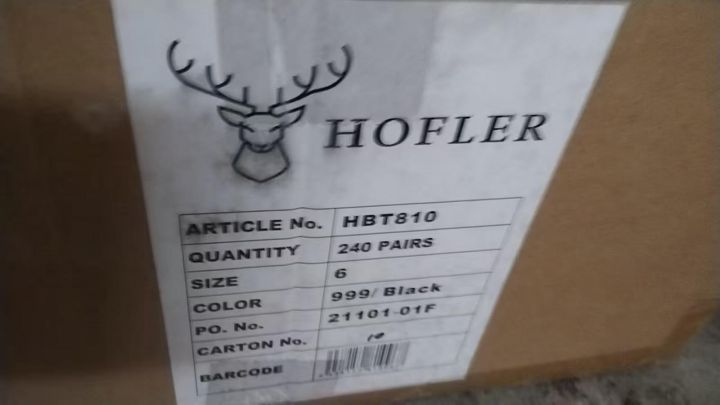 HOFLER
ARTICLE No. HBT810
QUANTITY 240 PAIRS
SIZE 6
COLOR 999/ Black
PO. No. 21101-01F
CARTON No. 10
BARCODE